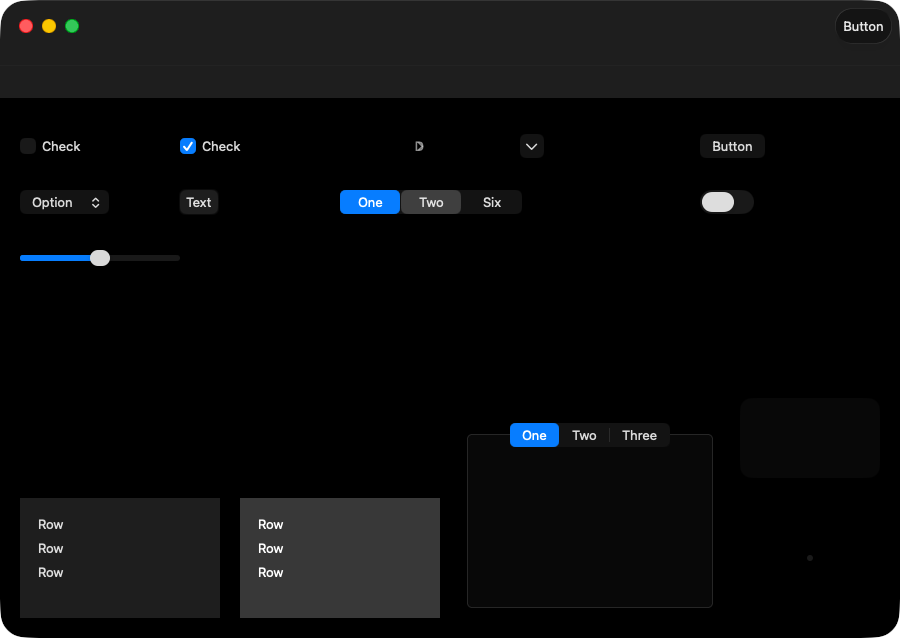 Button
Check
Check
Button
Option
Text
One
Two
Six
One
Two
Three
Row
Row
Row
Row
Row
Row